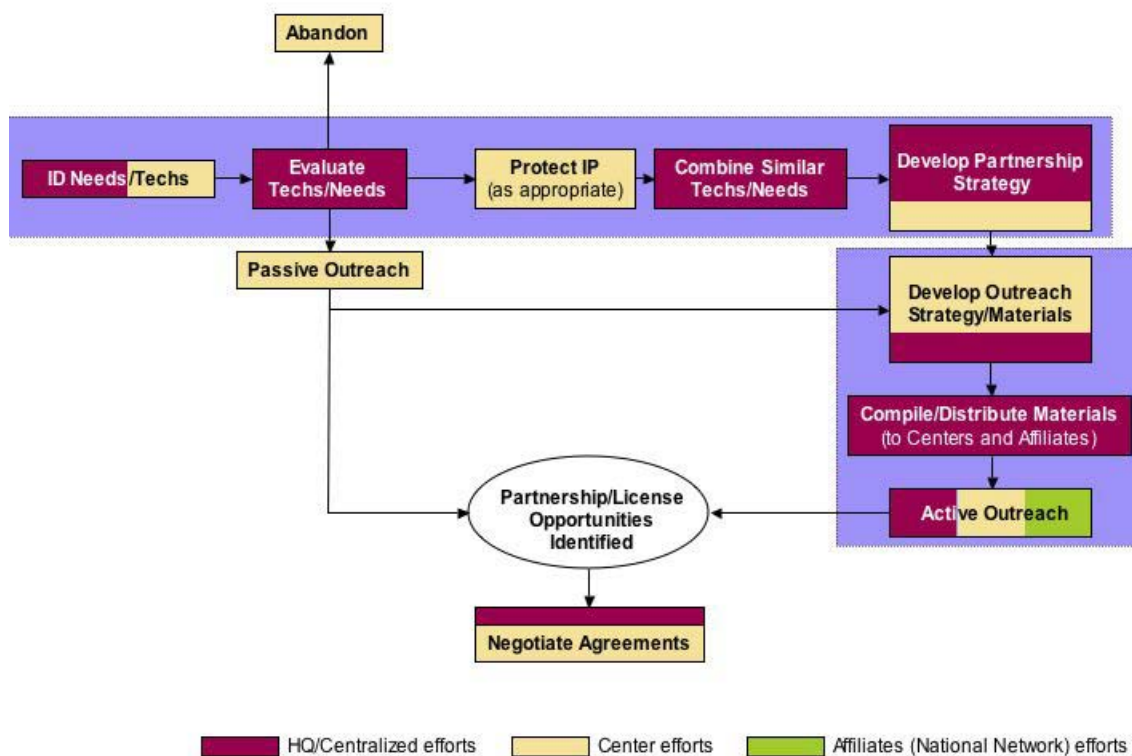 Abandon
ID Needs/Techs
Evaluate
Techs/Needs
Protect IP
(as appropriate)
Combine Similar
Techs/Needs
Develop Partnership
Strategy
Passive Outreach
Develop Outreach
Strategy/Materials
Compile/Distribute Materials
(to Centers and Affiliates)
Partnership/License
Opportunities
Identified
Active Outreach
Negotiate Agreements
HQ/Centralized efforts
Center efforts
Affiliates (National Network) efforts